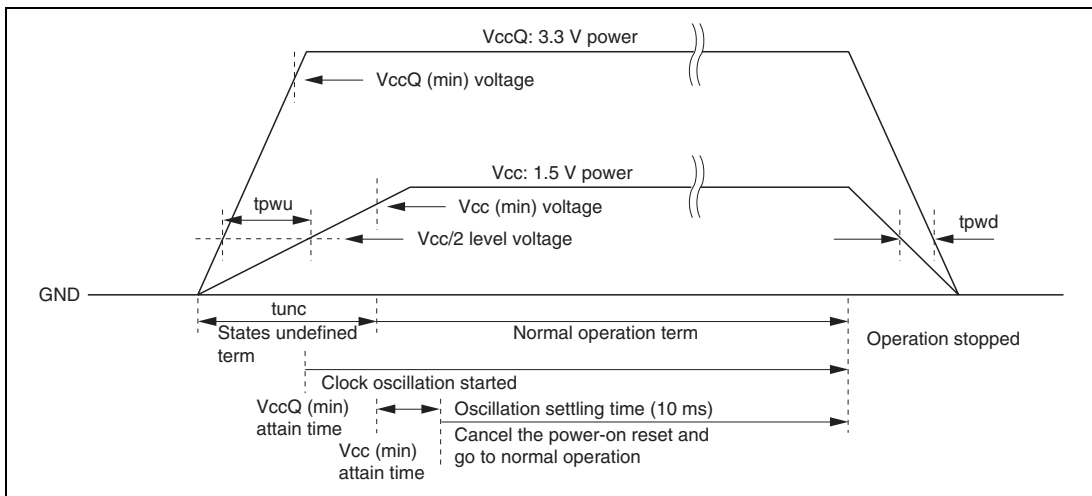 VccQ: 3.3 V power
VccQ (min) voltage
Vcc: 1.5 V power
tpwu
Vcc (min) voltage
Vcc/2 level voltage
tpwd
GND
tunc
States undefined
term
Normal operation term
Operation stopped
Clock oscillation started
VccQ (min)
attain time
Oscillation settling time (10 ms)
Cancel the power-on reset and
go to normal operation
Vcc (min)
attain time